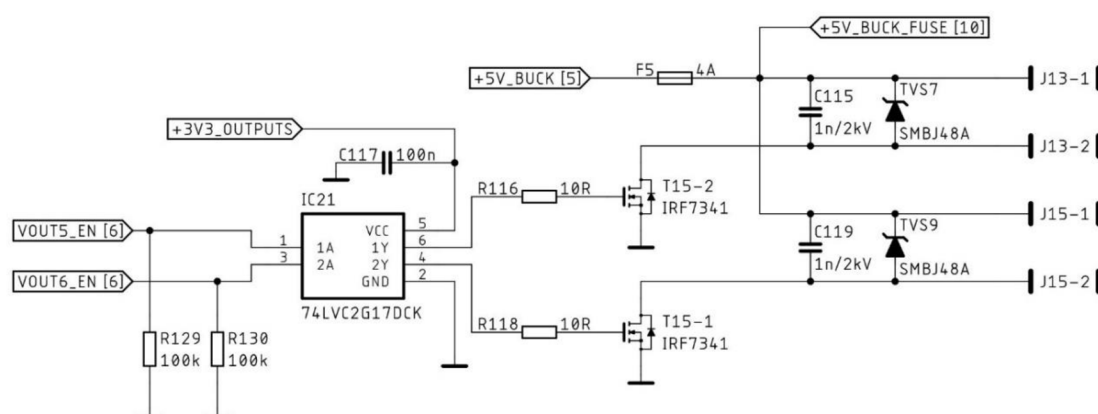 +5V_BUCK_FUSE [10]
+5V_BUCK [5]
F5 4A
J13-1
C115
1n/2kV
TVS7
SMBJ48A
+3V3_OUTPUTS
C117 100n
J13-2
R116 10R
T15-2
IRF7341
IC21
J15-1
VOUT5_EN [6]
1 1A
VCC 5
1Y 6
C119
1n/2kV
TVS9
SMBJ48A
VOUT6_EN [6]
3 2A
2Y 4
GND 2
J15-2
74LVC2G17DCK
R118 10R
T15-1
IRF7341
R129
100k
R130
100k